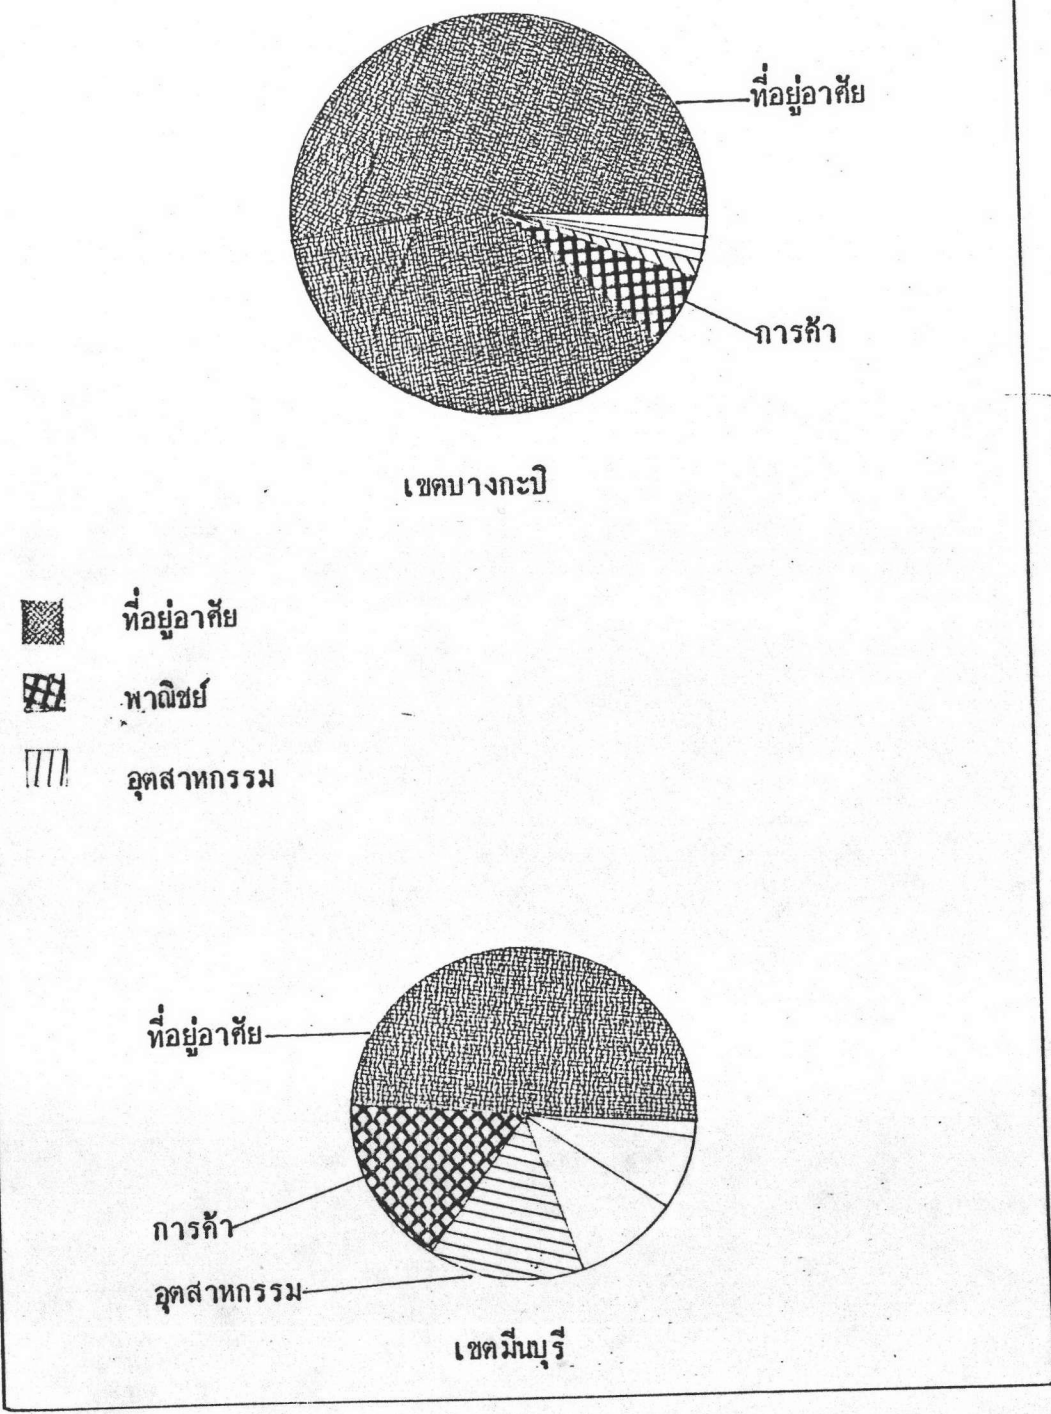 ที่อยู่อาศัย
การค้า
เขตบางกะปิ
ที่อยู่อาศัย
พาณิชย์
อุตสาหกรรม
ที่อยู่อาศัย
การค้า
อุตสาหกรรม
เขตมีนบุรี